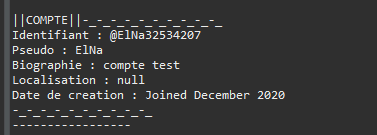 ||COMPTE||-_-_-_-_-_-_-_-_-_-_
Identifiant : @ElNa32534207
Pseudo : ElNa
Biographie : compte test
Localisation : null
Date de creation : Joined December 2020
-_-_-_-_-_-_-_-_-_-_
-----------------